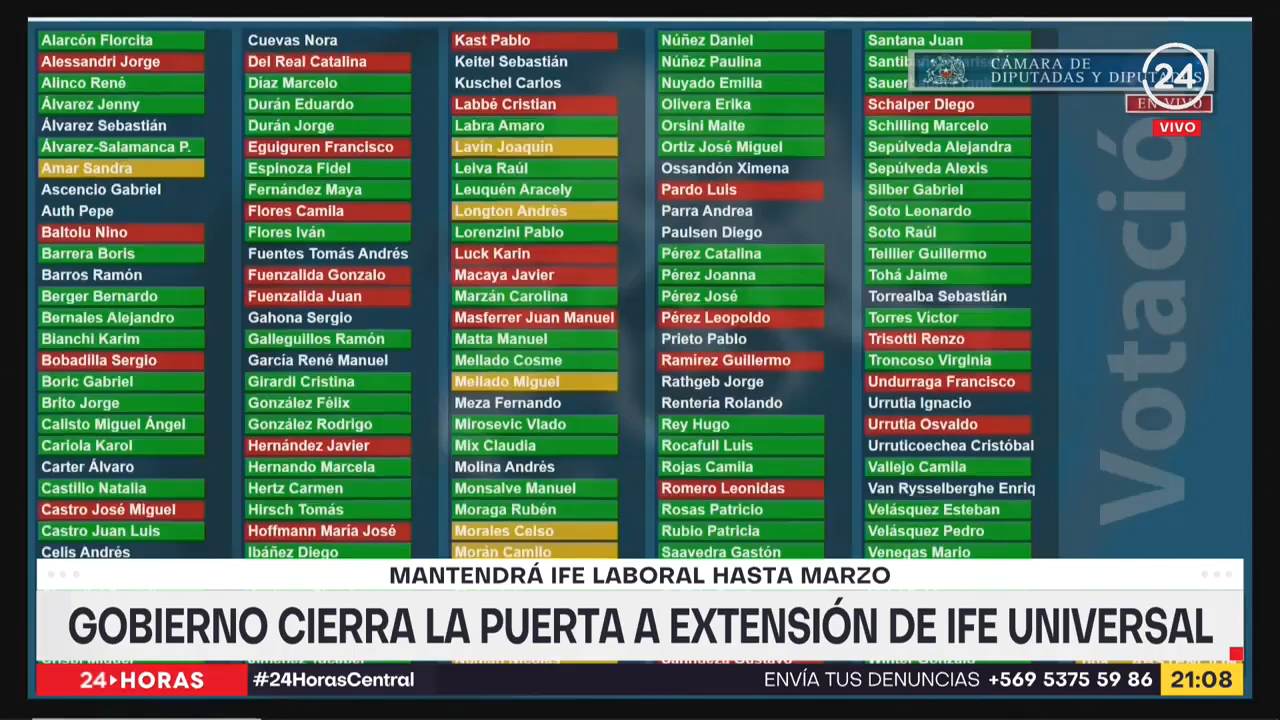 Alarcón Florcita
Alessandri Jorge
Alinco René
Álvarez Jenny
Álvarez Sebastián
Álvarez-Salamanca P.
Amar Sandra
Ascencio Gabriel
Auth Pepe
Baltolu Nino
Barrera Boris
Barros Ramón
Berger Bernardo
Bernales Alejandro
Bianchi Karim
Bobadilla Sergio
Boric Gabriel
Brito Jorge
Calisto Miguel Ángel
Cariola Karol
Carter Álvaro
Castillo Natalia
Castro José Miguel
Castro Juan Luis
Celis Andrés
Cuevas Nora
Del Real Catalina
Díaz Marcelo
Durán Eduardo
Durán Jorge
Eguiguren Francisco
Espinoza Fidel
Fernández Maya
Flores Camila
Flores Iván
Fuentes Tomás Andrés
Fuenzalida Gonzalo
Fuenzalida Juan
Gahona Sergio
Galleguillos Ramón
García René Manuel
Girardi Cristina
González Félix
González Rodrigo
Hernández Javier
Hernando Marcela
Hertz Carmen
Hirsch Tomás
Hoffmann María José
Ibáñez Diego
Kast Pablo
Keitel Sebastián
Kuschel Carlos
Labbé Cristian
Labra Amaro
Lavín Joaquín
Leiva Raúl
Leuquén Aracely
Longton Andrés
Lorenzini Pablo
Luck Karin
Macaya Javier
Marzán Carolina
Masferrer Juan Manuel
Matta Manuel
Mellado Cosme
Mellado Miguel
Meza Fernando
Mirosevic Vlado
Mix Claudia
Molina Andrés
Monsalve Manuel
Moraga Rubén
Morales Celso
Morán Camilo
Núñez Daniel
Núñez Paulina
Nuyado Emilia
Olivera Erika
Orsini Maite
Ortiz José Miguel
Ossandón Ximena
Pardo Luis
Parra Andrea
Paulsen Diego
Pérez Catalina
Pérez Joanna
Pérez José
Pérez Leopoldo
Prieto Pablo
Ramírez Guillermo
Rathgeb Jorge
Rentería Rolando
Rey Hugo
Rocafull Luis
Rojas Camila
Romero Leonidas
Rosas Patricio
Rubio Patricia
Saavedra Gastón
Santana Juan
Schalper Diego
Schilling Marcelo
Sepúlveda Alejandra
Sepúlveda Alexis
Silber Gabriel
Soto Leonardo
Soto Raúl
Teillier Guillermo
Tohá Jaime
Torrealba Sebastián
Torres Víctor
Trisotti Renzo
Troncoso Virginia
Undurraga Francisco
Urrutia Ignacio
Urrutia Osvaldo
Urruticoechea Cristóbal
Vallejo Camila
Van Rysselberghe Enriq
Velásquez Esteban
Velásquez Pedro
Venegas Mario
CÁMARA DE
DIPUTADAS Y
24
EN VIVO
VIVO
Votació
MANTENDRÁ IFE LABORAL HASTA MARZO
GOBIERNO CIERRA LA PUERTA A EXTENSIÓN DE IFE UNIVERSAL
24 HORAS
#24HorasCentral
ENVÍA TUS DENUNCIAS +569 5375 59 86
21:08